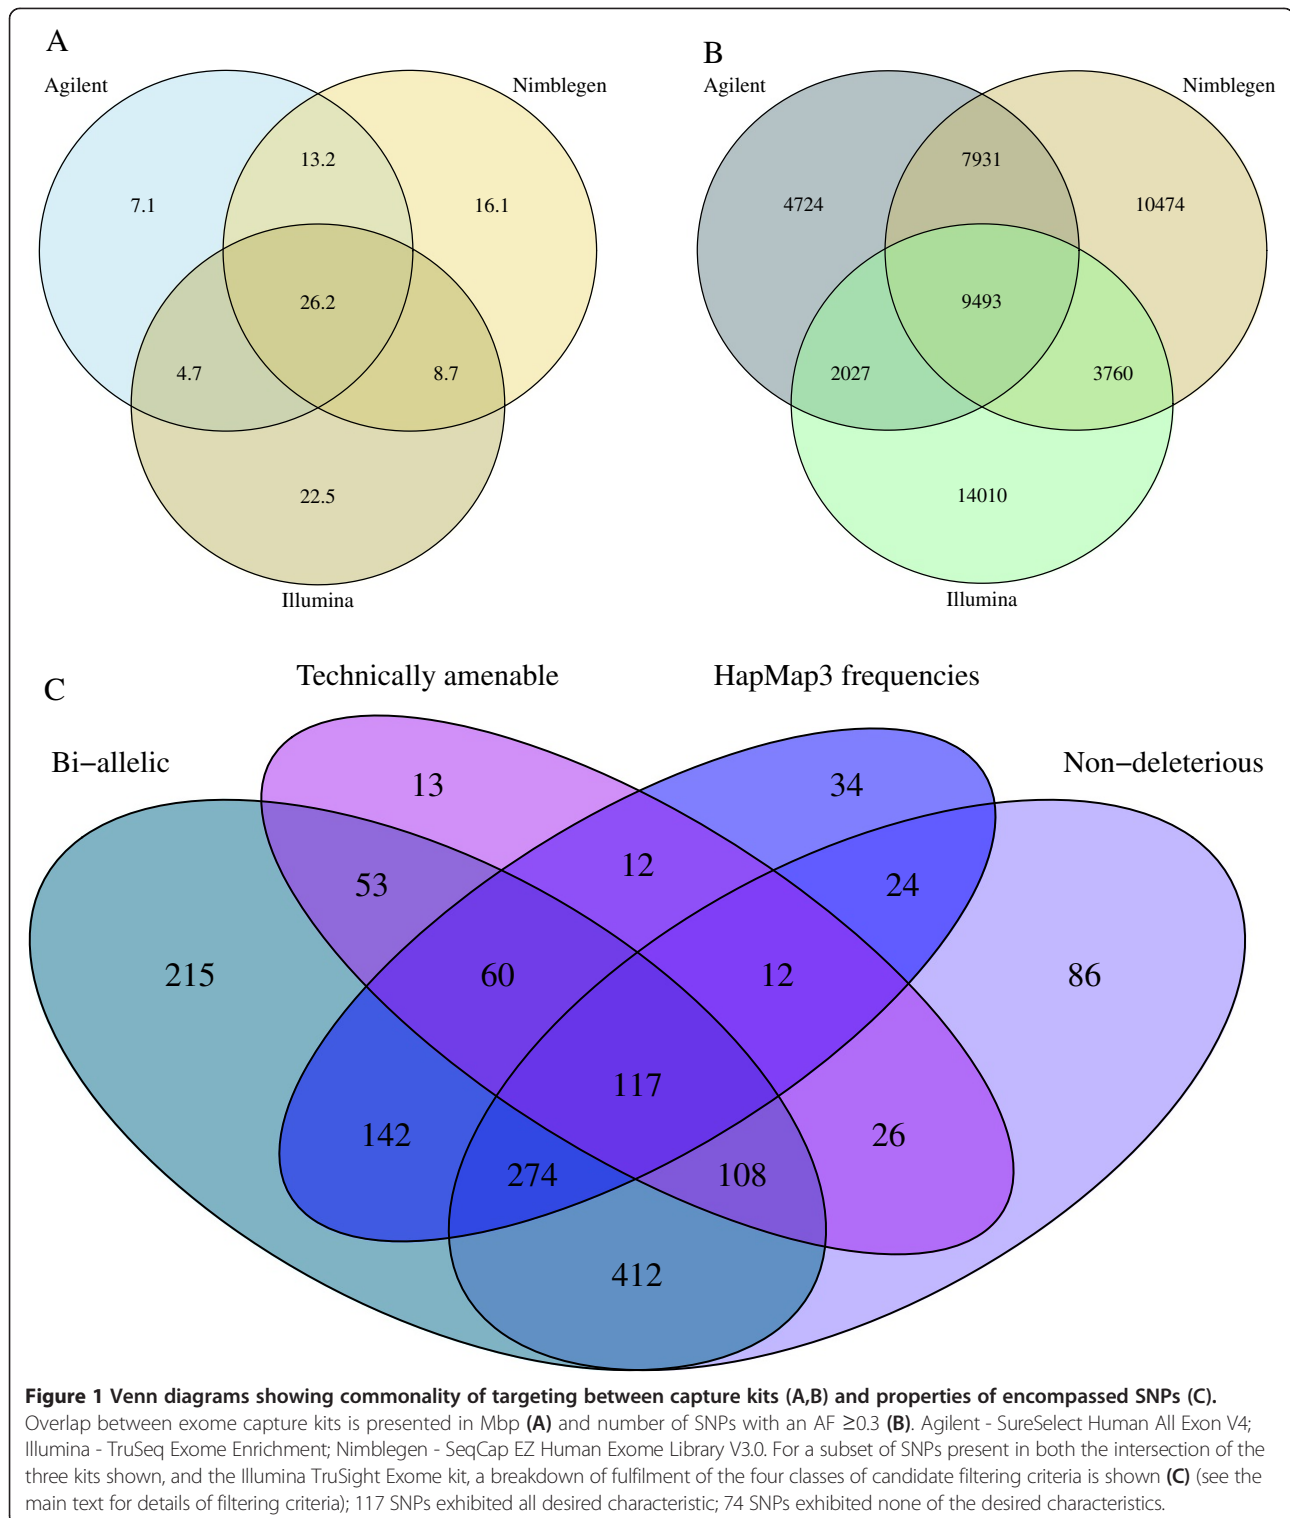 A
Agilent
Nimblegen
13.2
7.1
16.1
26.2
4.7
8.7
22.5
Illumina
B
Agilent
Nimblegen
7931
4724
10474
9493
2027
3760
14010
Illumina
C
Technically amenable
HapMap3 frequencies
Bi−allelic
Non−deleterious
13
34
12
53
24
215
60
12
86
117
142
26
274
108
412
Figure 1 Venn diagrams showing commonality of targeting between capture kits (A,B) and properties of encompassed SNPs (C).
Overlap between exome capture kits is presented in Mbp (A) and number of SNPs with an AF ≥0.3 (B). Agilent - SureSelect Human All Exon V4;
Illumina - TruSeq Exome Enrichment; Nimblegen - SeqCap EZ Human Exome Library V3.0. For a subset of SNPs present in both the intersection of the
three kits shown, and the Illumina TruSight Exome kit, a breakdown of fulfilment of the four classes of candidate filtering criteria is shown (C) (see the
main text for details of filtering criteria); 117 SNPs exhibited all desired characteristic; 74 SNPs exhibited none of the desired characteristics.